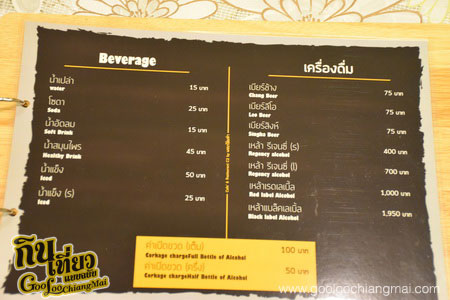 Beverage
น้ำเปล่า 15 บาท
water
โซดา 25 บาท
Soda
น้ำอัดลม 15 บาท
Soft Drink
น้ำสมุนไพร 45 บาท
Healthy Drink
น้ำแข็ง 50 บาท
Iced
น้ำแข็ง (s) 25 บาท
Iced
เครื่องดื่ม
เบียร์ช้าง 75 บาท
Chang Beer
เบียร์ลีโอ 75 บาท
Leo Beer
เบียร์สิงห์ 75 บาท
Singha Beer
เหล้า รีเจนซี่ (s) 400 บาท
Regency alcohol
เหล้า รีเจนซี่ (l) 700 บาท
Regency alcohol
เหล้าเรดเลเบิ้ล 1,000 บาท
Red Label Alcohol
เหล้าแบล็คเลเบิ้ล 1,950 บาท
Black Label Alcohol
ค่าเปิดขวด (เต็ม) 100 บาท
Corkage chargeFull Bottle of Alcohol
ค่าเปิดขวด (ครึ่ง) 50 บาท
Corkage chargeHalf Bottle of Alcohol
กิน
เที่ยว
GooLooChiangMai
www.gooloochiangmai.com